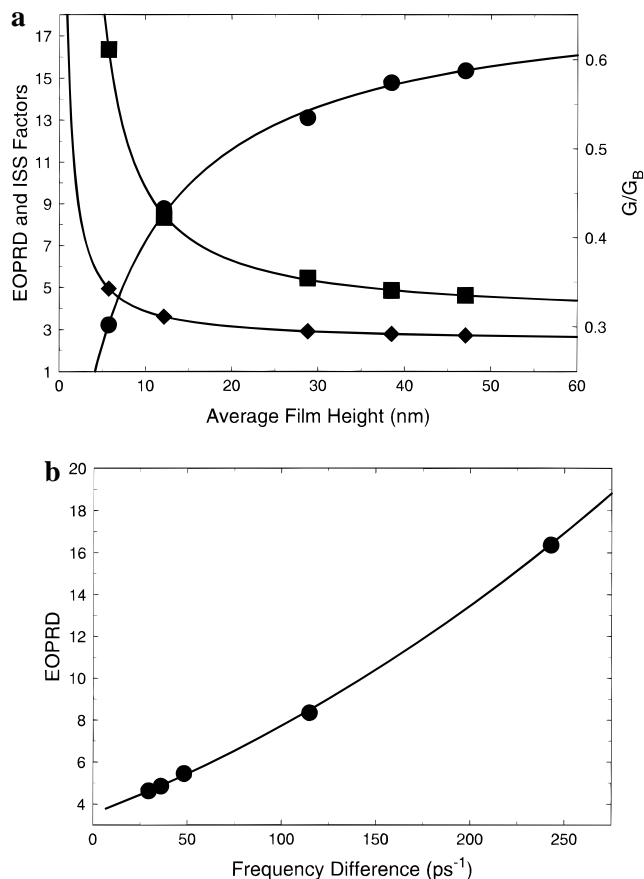 a
17
15
13
11
9
7
5
3
1
EOPRD and ISS Factors
0.6
0.5
0.4
0.3
G/G_B
0 10 20 30 40 50 60
Average Film Height (nm)
b
20
18
16
14
12
10
8
6
4
EOPRD
0 50 100 150 200 250
Frequency Difference (ps⁻¹)